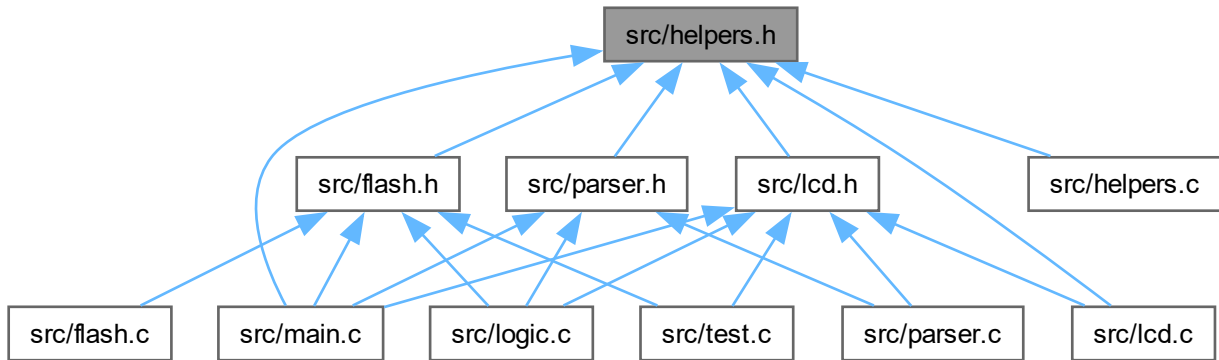 src/helpers.h
src/flash.h
src/parser.h
src/lcd.h
src/helpers.c
src/flash.c
src/main.c
src/logic.c
src/test.c
src/parser.c
src/lcd.c